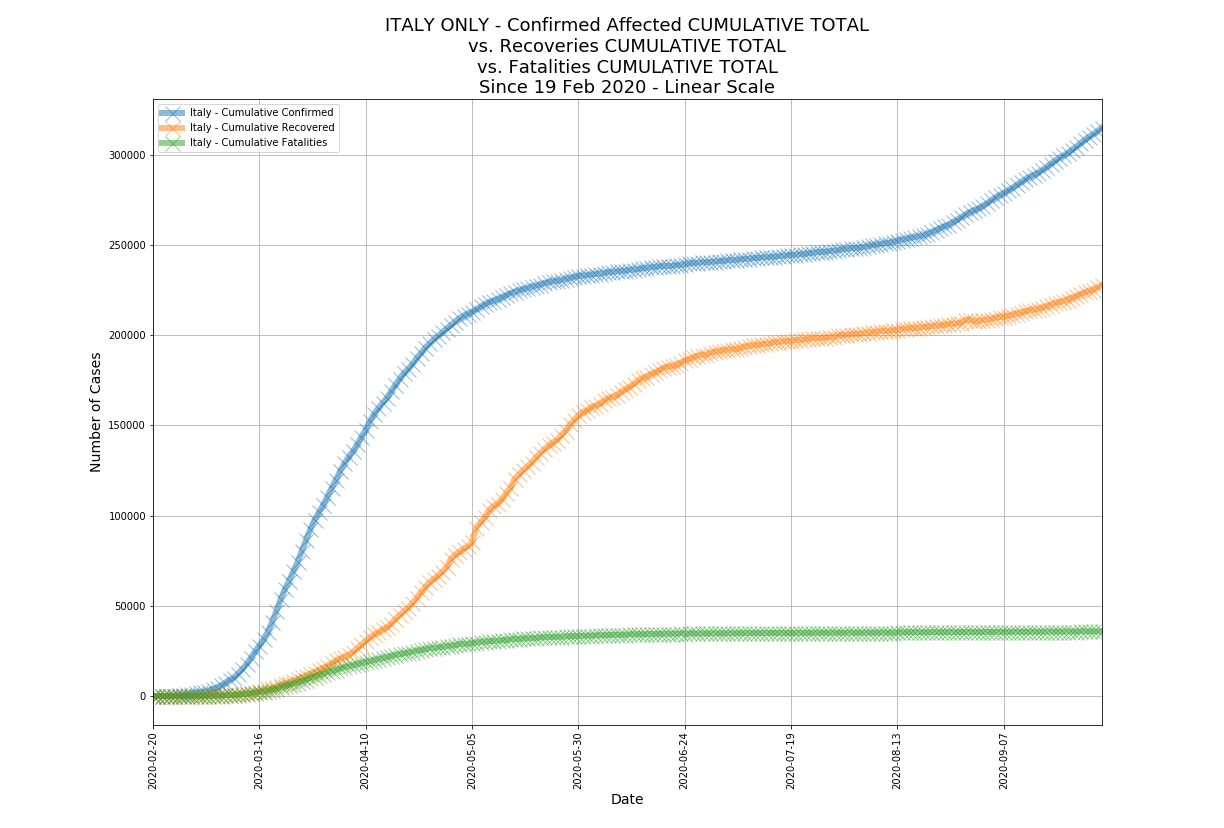 ITALY ONLY - Confirmed Affected CUMULATIVE TOTAL
vs. Recoveries CUMULATIVE TOTAL
vs. Fatalities CUMULATIVE TOTAL
Since 19 Feb 2020 - Linear Scale
Italy - Cumulative Confirmed
Italy - Cumulative Recovered
Italy - Cumulative Fatalities
Number of Cases
300000
250000
200000
150000
100000
50000
0
2020-02-20
2020-03-16
2020-04-10
2020-05-05
2020-05-30
2020-06-24
2020-07-19
2020-08-13
2020-09-07
Date